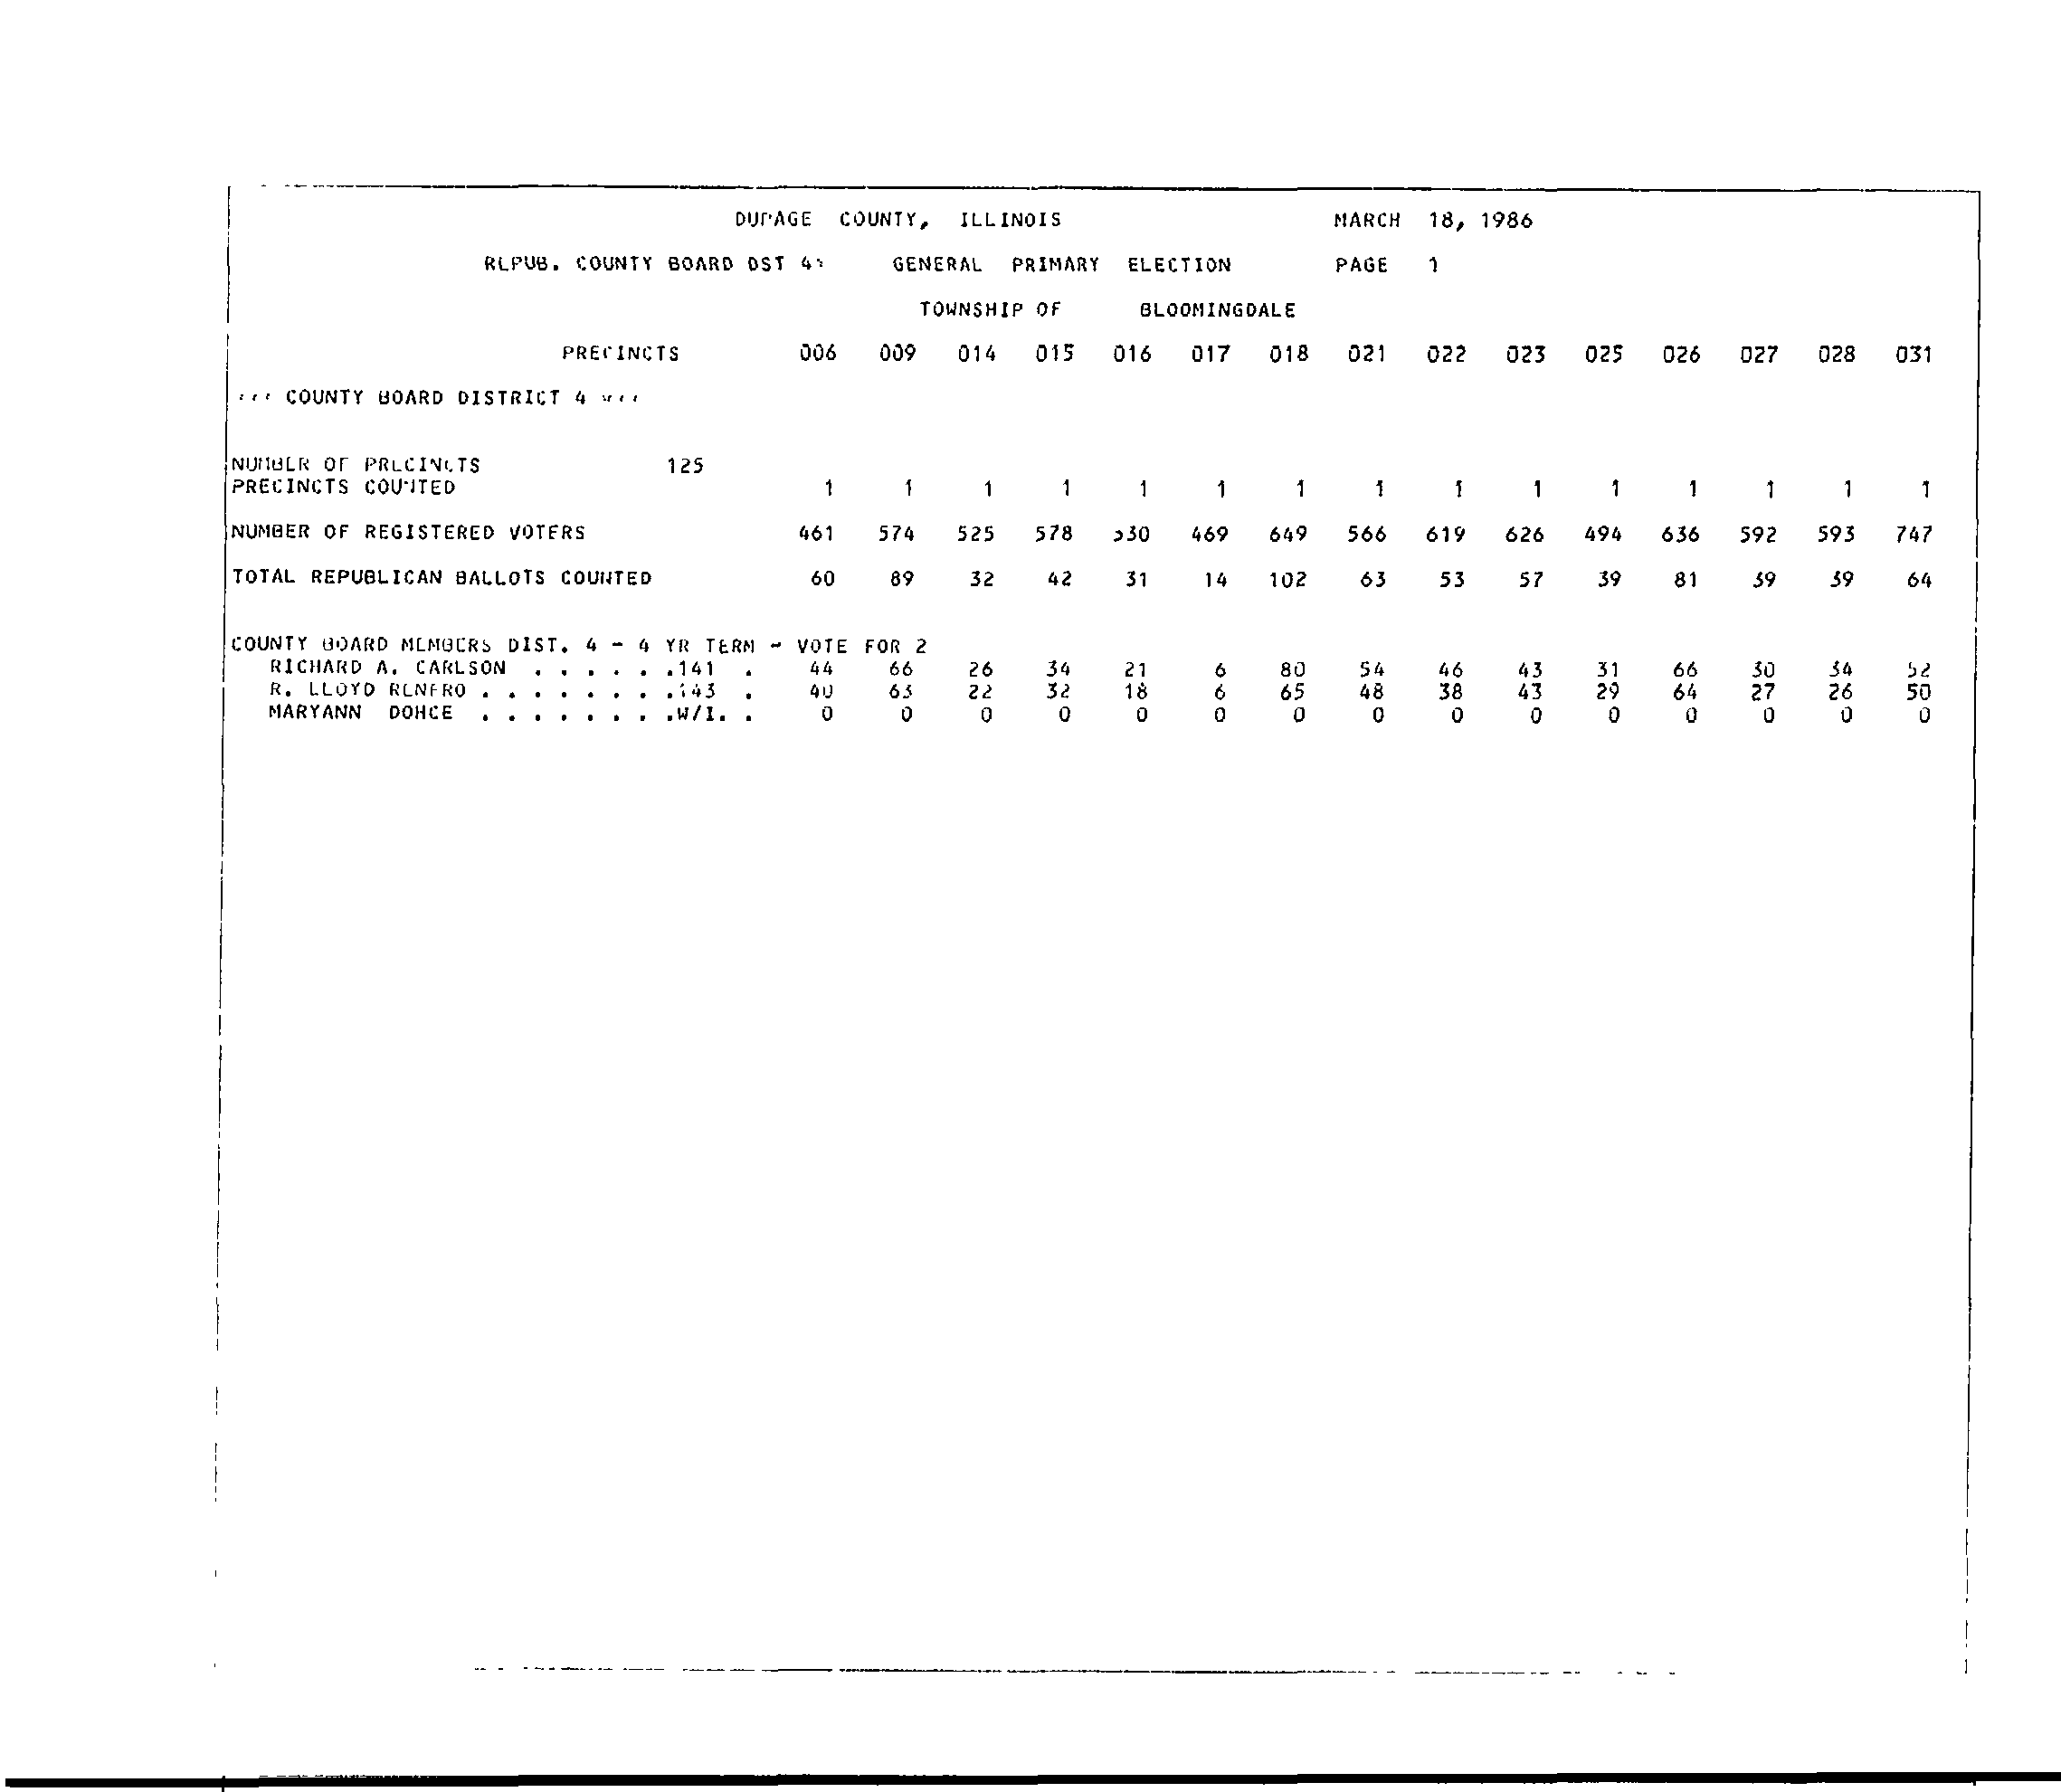 DUPAGE COUNTY, ILLINOIS MARCH 18, 1986
REPUB. COUNTY BOARD DST 4 GENERAL PRIMARY ELECTION PAGE 1
TOWNSHIP OF BLOOMINGDALE
PRECINCTS 006 009 014 015 016 017 018 021 022 023 025 026 027 028 031
*** COUNTY BOARD DISTRICT 4 ***
NUMBER OF PRECINCTS 125
PRECINCTS COUNTED 1 1 1 1 1 1 1 1 1 1 1 1 1 1 1
NUMBER OF REGISTERED VOTERS 461 574 525 578 530 469 649 566 619 626 494 636 592 593 747
TOTAL REPUBLICAN BALLOTS COUNTED 60 89 32 42 31 14 102 63 53 57 39 81 39 39 64
COUNTY BOARD MEMBERS DIST. 4 - 4 YR TERM - VOTE FOR 2
RICHARD A. CARLSON . . . . . .141 . 44 66 26 34 21 6 80 54 46 43 31 66 30 34 52
R. LLOYD RENFRO . . . . . . . .143 . 40 63 22 32 18 6 65 48 38 43 29 64 27 26 50
MARYANN DOHCE . . . . . . . .W/I. . 0 0 0 0 0 0 0 0 0 0 0 0 0 0 0